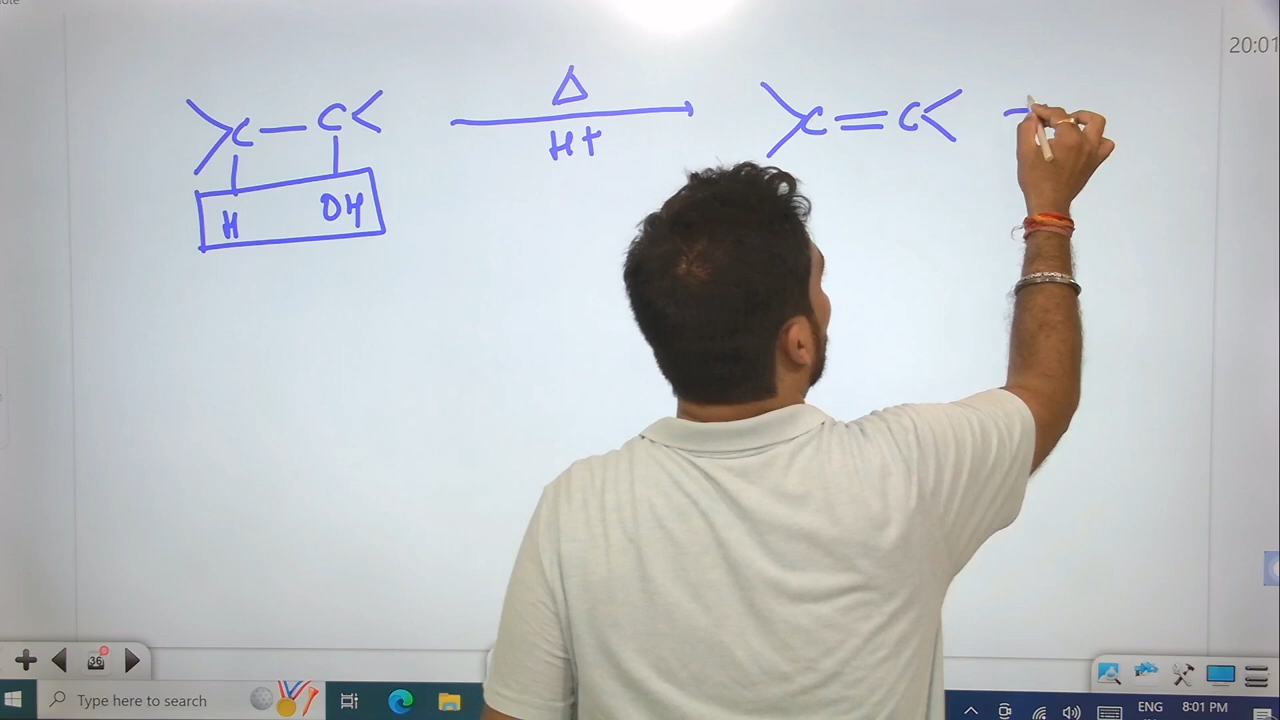 20:01
Δ
>C—C<
H+
>C=C<
H OH
36
Type here to search
ENG
8:01 PM